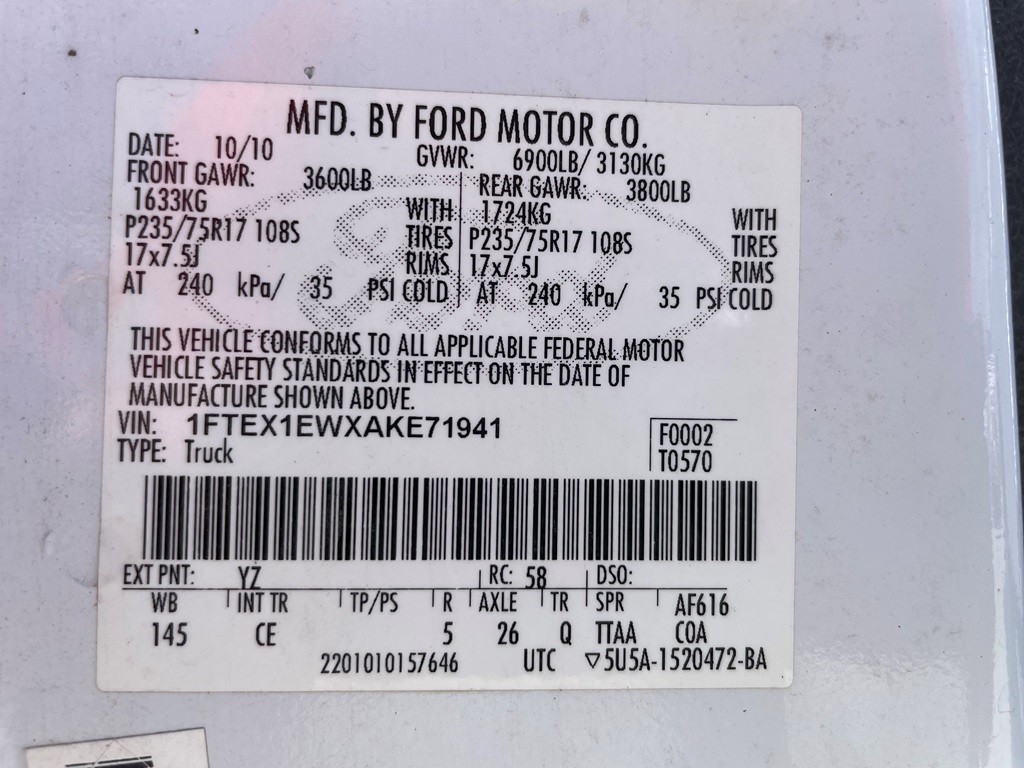 MFD. BY FORD MOTOR CO.
DATE: 10/10 GVWR: 6900LB/ 3130KG
FRONT GAWR: 3600LB REAR GAWR: 3800LB
1633KG WITH 1724KG WITH
P235/75R17 108S TIRES P235/75R17 108S TIRES
17x7.5J RIMS 17x7.5J RIMS
AT 240 kPa/ 35 PSI COLD AT 240 kPa/ 35 PSI COLD
THIS VEHICLE CONFORMS TO ALL APPLICABLE FEDERAL MOTOR
VEHICLE SAFETY STANDARDS IN EFFECT ON THE DATE OF
MANUFACTURE SHOWN ABOVE.
VIN: 1FTEX1EWXAKE71941 F0002
TYPE: Truck T0570
EXT PNT: YZ RC: 58 DSO:
WB INT TR TP/PS R AXLE TR SPR AF616
145 CE 5 26 Q TTAA COA
2201010157646 UTC ▽5U5A-1520472-BA
Ford